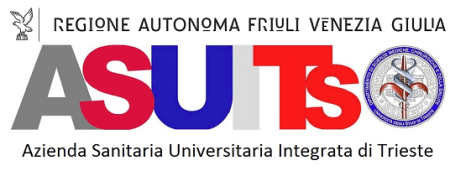 REGIONE AUTONOMA FRIULI VENEZIA GIULIA
ASUITs
Azienda Sanitaria Universitaria Integrata di Trieste